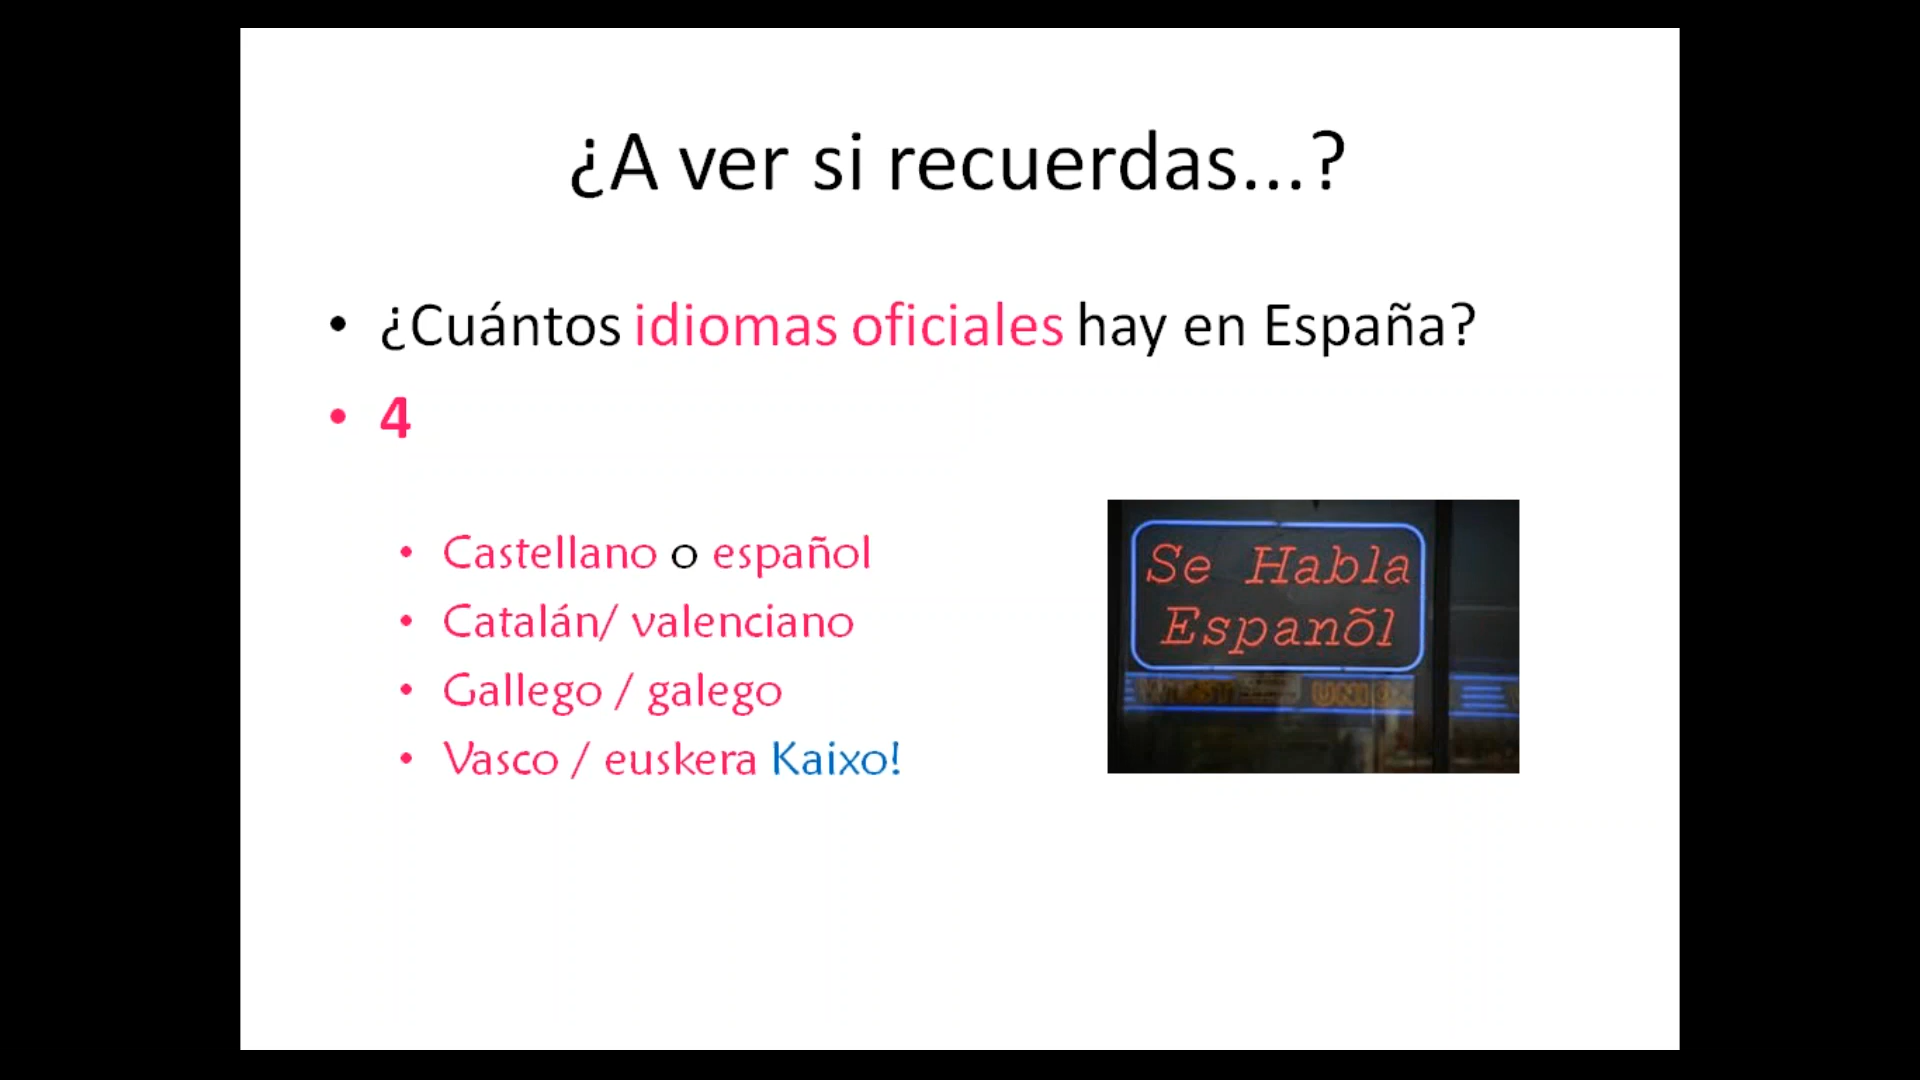 ¿A ver si recuerdas...?
• ¿Cuántos idiomas oficiales hay en España?
• 4
• Castellano o español
• Catalán/ valenciano
• Gallego / galego
• Vasco / euskera Kaixo!
Se Habla
Espanõl